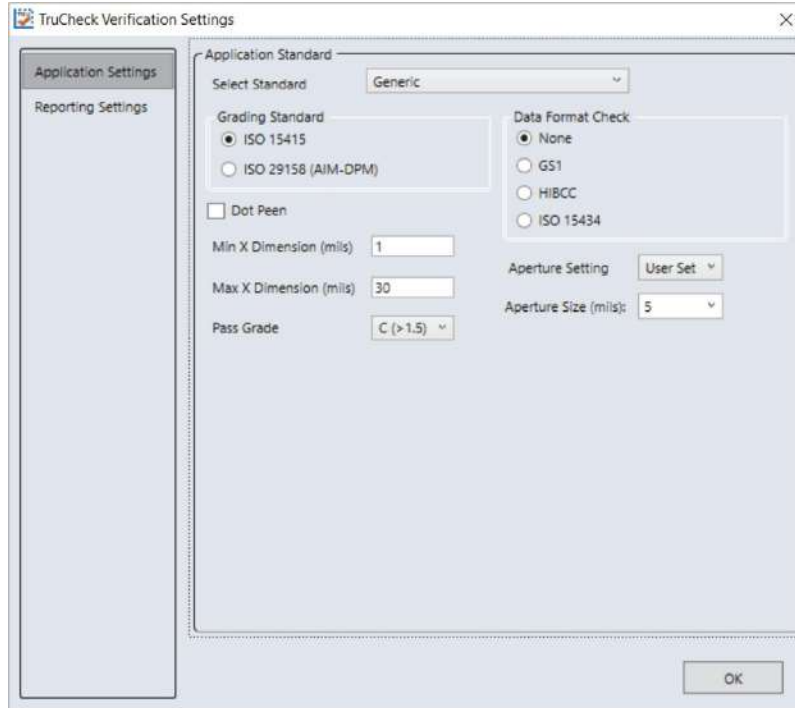 TruCheck Verification Settings
Application Settings
Reporting Settings
Application Standard
Select Standard
Generic
Grading Standard
ISO 15415
ISO 29158 (AIM-DPM)
Dot Peen
Min X Dimension (mils)
1
Max X Dimension (mils)
30
Pass Grade
C (>1.5)
Data Format Check
None
GS1
HIBCC
ISO 15434
Aperture Setting
User Set
Aperture Size (mils):
5
OK